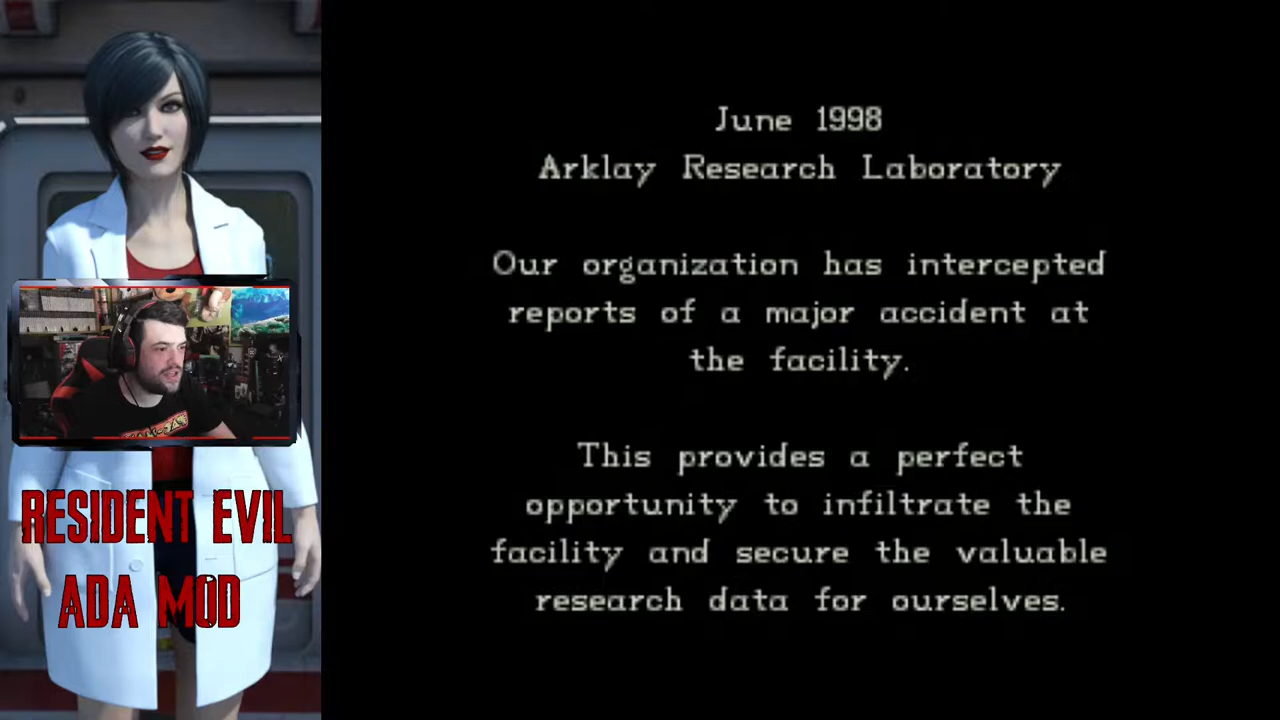 June 1998
Arklay Research Laboratory
Our organization has intercepted
reports of a major accident at
the facility.
This provides a perfect
opportunity to infiltrate the
facility and secure the valuable
research data for ourselves.
RESIDENT EVIL
ADA MOD